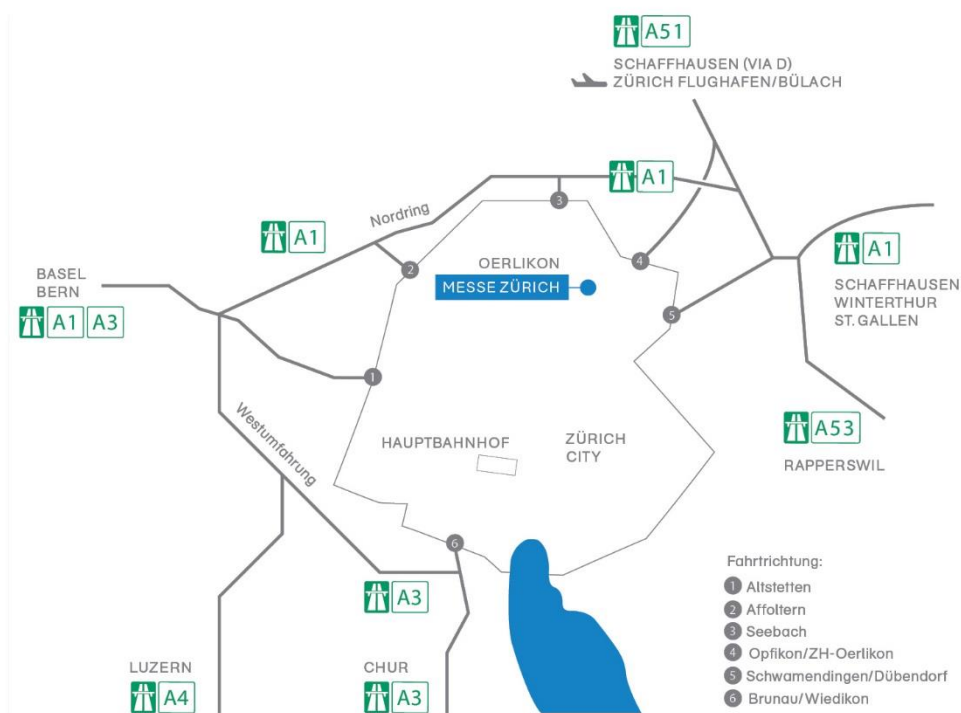 A51
SCHAFFHAUSEN (VIA D)
ZÜRICH FLUGHAFEN/BÜLACH
A1
Nordring
A1
3
2
OERLIKON
MESSE ZÜRICH
4
A1
SCHAFFHAUSEN
WINTERTHUR
ST. GALLEN
BASEL
BERN
A1 A3
5
1
Westumfahrung
HAUPTBAHNHOF
ZÜRICH
CITY
A53
RAPPERSWIL
6
A3
LUZERN
A4
CHUR
A3
Fahrtrichtung:
1 Altstetten
2 Affoltern
3 Seebach
4 Opfikon/ZH-Oerlikon
5 Schwamendingen/Dübendorf
6 Brunau/Wiedikon